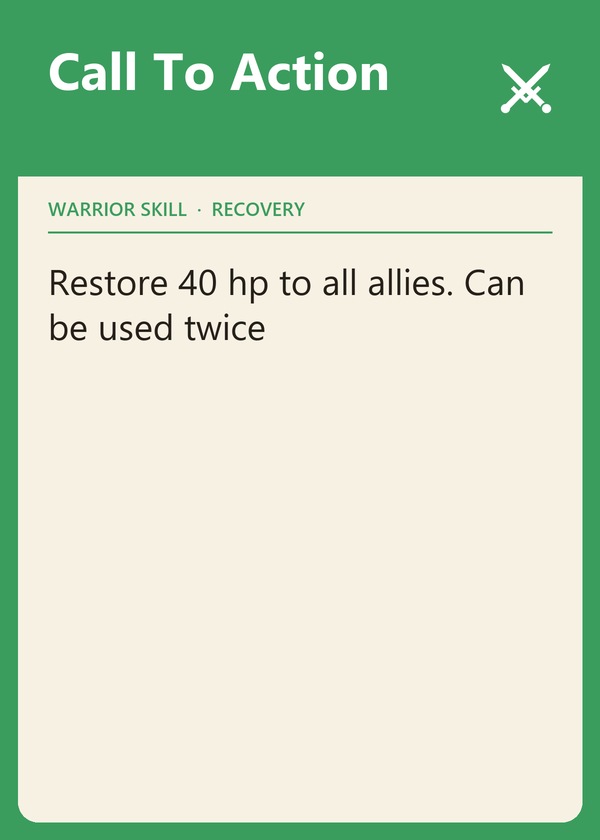 Call To Action
WARRIOR SKILL · RECOVERY
Restore 40 hp to all allies. Can
be used twice